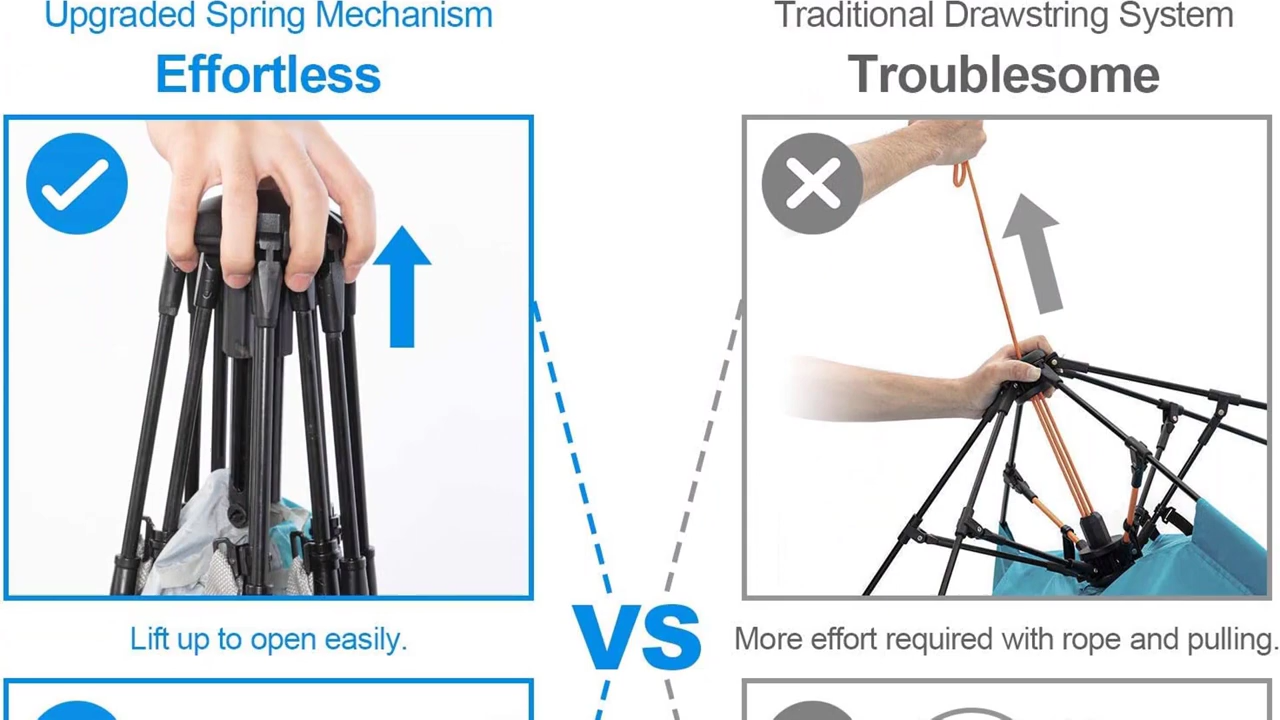 Upgraded Spring Mechanism
Effortless
Lift up to open easily.
VS
Traditional Drawstring System
Troublesome
More effort required with rope and pulling.